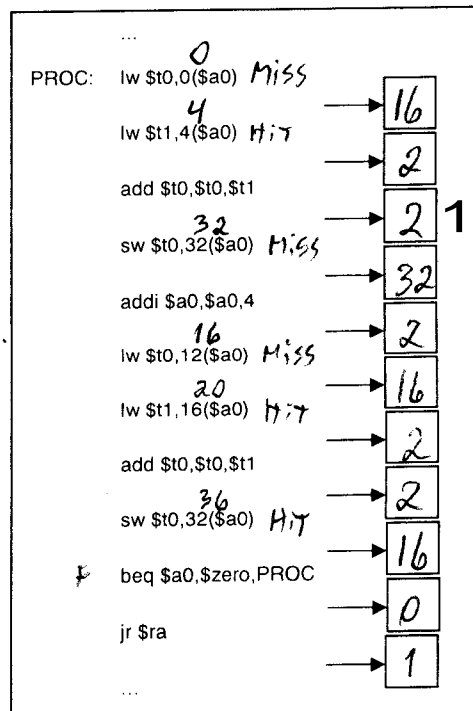 ...
0
PROC: lw $t0,0($a0) Miss
16
4
lw $t1,4($a0) Hit
2
add $t0,$t0,$t1
2 1
32
sw $t0,32($a0) Miss
32
addi $a0,$a0,4
2
16
lw $t0,12($a0) Miss
16
20
lw $t1,16($a0) Hit
2
add $t0,$t0,$t1
2
36
sw $t0,32($a0) Hit
16
F beq $a0,$zero,PROC
0
jr $ra
1
...